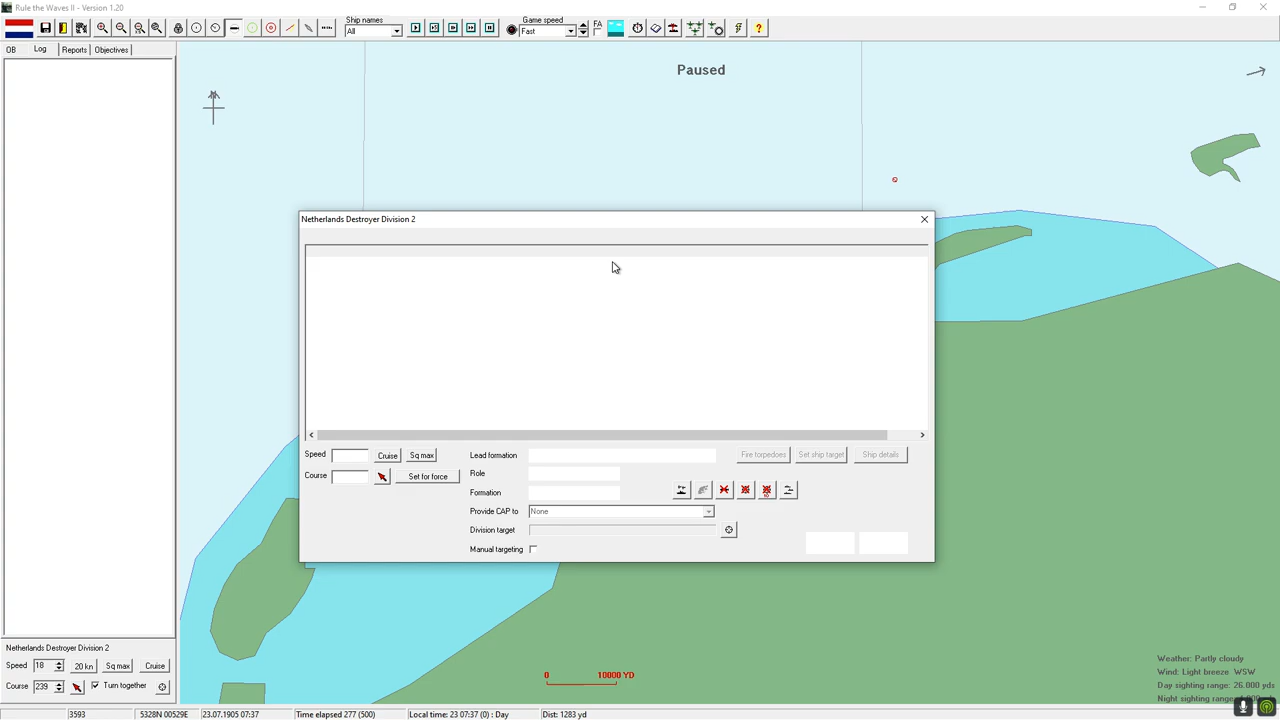 Rule the Waves II - Version 1.20
Ship names
All
Game speed
Fast
FA
OB Log Reports Objectives
Paused
Netherlands Destroyer Division 2
Speed Cruise Sq max
Course Set for force
Lead formation
Role
Formation
Provide CAP to None
Division target
Manual targeting
Fire torpedoes Set ship target Ship details
Netherlands Destroyer Division 2
Speed 18 20 kn Sq max Cruise
Course 239 Turn together
0 10000 YD
Weather: Partly cloudy
Wind: Light breeze WSW
Day sighting range: 26.000 yds
Night sighting range:
3593 5328N 00529E 23.07.1905 07:37 Time elapsed 277 (500) Local time: 23 07:37 (0) : Day Dist: 1283 yd